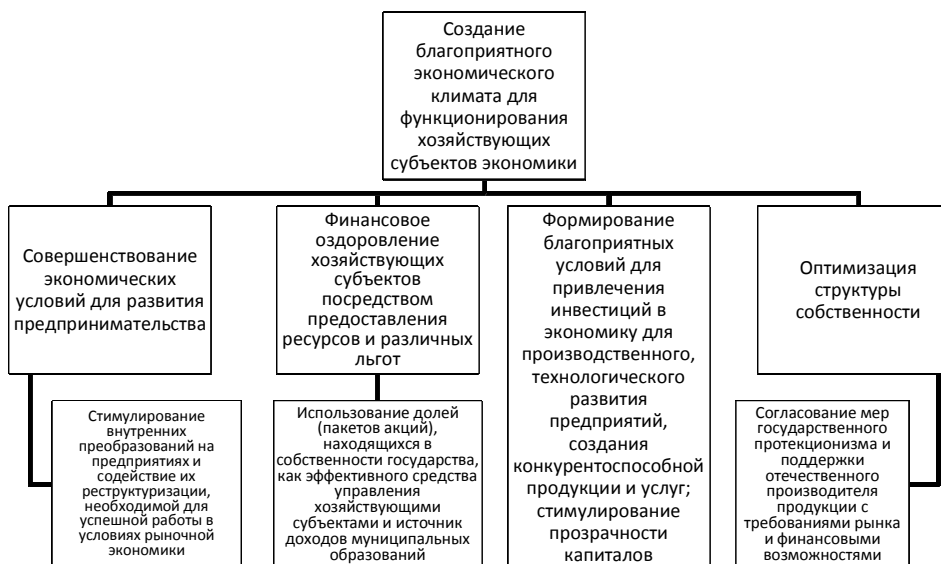 Создание
благоприятного
экономического
климата для
функционирования
хозяйствующих
субъектов экономики
Совершенствование
экономических
условий для развития
предпринимательства
Финансовое
оздоровление
хозяйствующих
субъектов
посредством
предоставления
ресурсов и различных
льгот
Формирование
благоприятных
условий для
привлечения
инвестиций в
экономику для
производственного,
технологического
развития
предприятий,
создания
конкурентоспособной
продукции и услуг;
стимулирование
прозрачности
капиталов
Оптимизация
структуры
собственности
Стимулирование
внутренних
преобразований на
предприятиях и
содействие их
реструктуризации,
необходимой для
успешной работы в
условиях рыночной
экономики
Использование долей
(пакетов акций),
находящихся в
собственности государства,
как эффективного средства
управления
хозяйствующими
субъектами и источник
доходов муниципальных
образований
Согласование мер
государственного
протекционизма и
поддержки
отечественного
производителя
продукции с
требованиями рынка
и финансовыми
возможностями